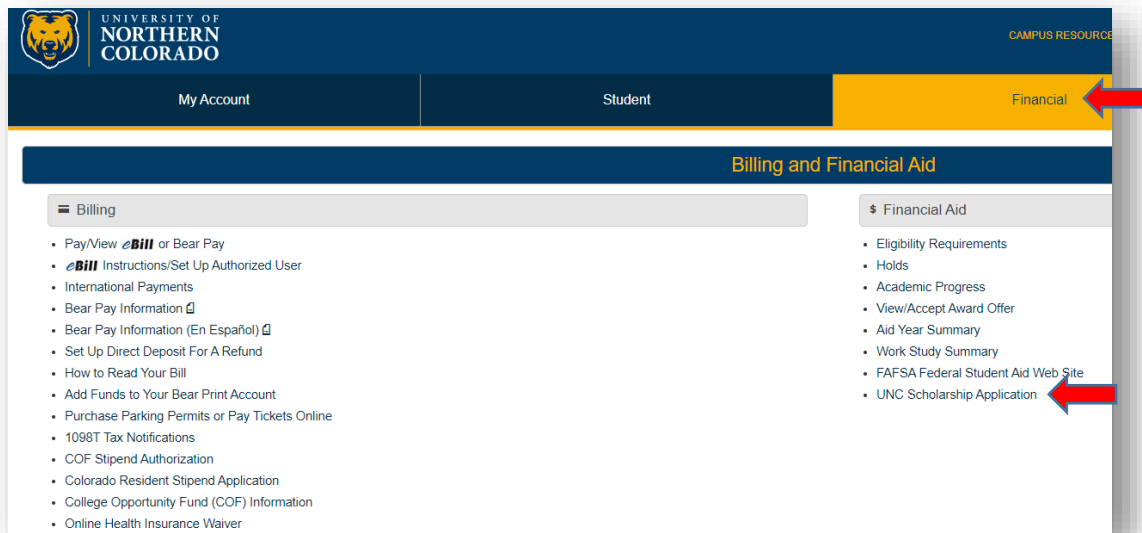 UNIVERSITY OF
NORTHERN
COLORADO
CAMPUS RESOURCE
My Account
Student
Financial
Billing and Financial Aid
Billing
Pay/View eBill or Bear Pay
eBill Instructions/Set Up Authorized User
International Payments
Bear Pay Information
Bear Pay Information (En Español)
Set Up Direct Deposit For A Refund
How to Read Your Bill
Add Funds to Your Bear Print Account
Purchase Parking Permits or Pay Tickets Online
1098T Tax Notifications
COF Stipend Authorization
Colorado Resident Stipend Application
College Opportunity Fund (COF) Information
Online Health Insurance Waiver
$ Financial Aid
Eligibility Requirements
Holds
Academic Progress
View/Accept Award Offer
Aid Year Summary
Work Study Summary
FAFSA Federal Student Aid Web Site
UNC Scholarship Application